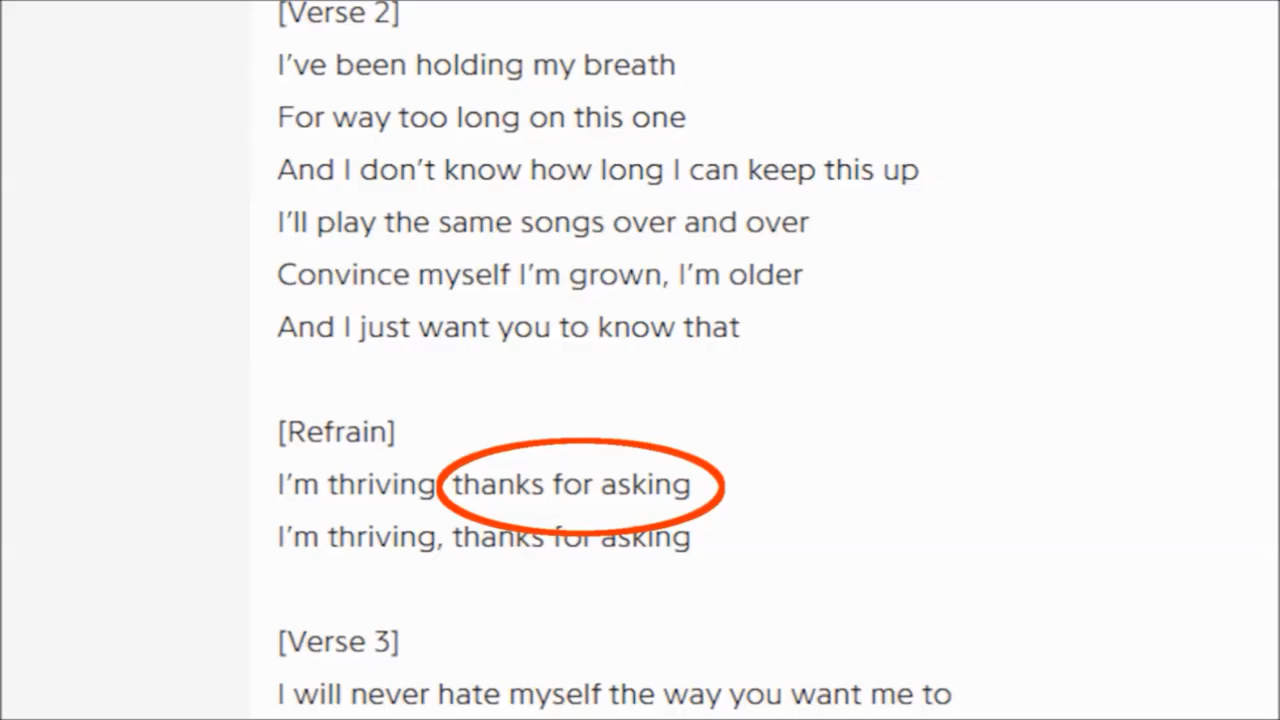 [Verse 2]
I've been holding my breath
For way too long on this one
And I don't know how long I can keep this up
I'll play the same songs over and over
Convince myself I'm grown, I'm older
And I just want you to know that
[Refrain]
I'm thriving, thanks for asking
I'm thriving, thanks for asking
[Verse 3]
I will never hate myself the way you want me to